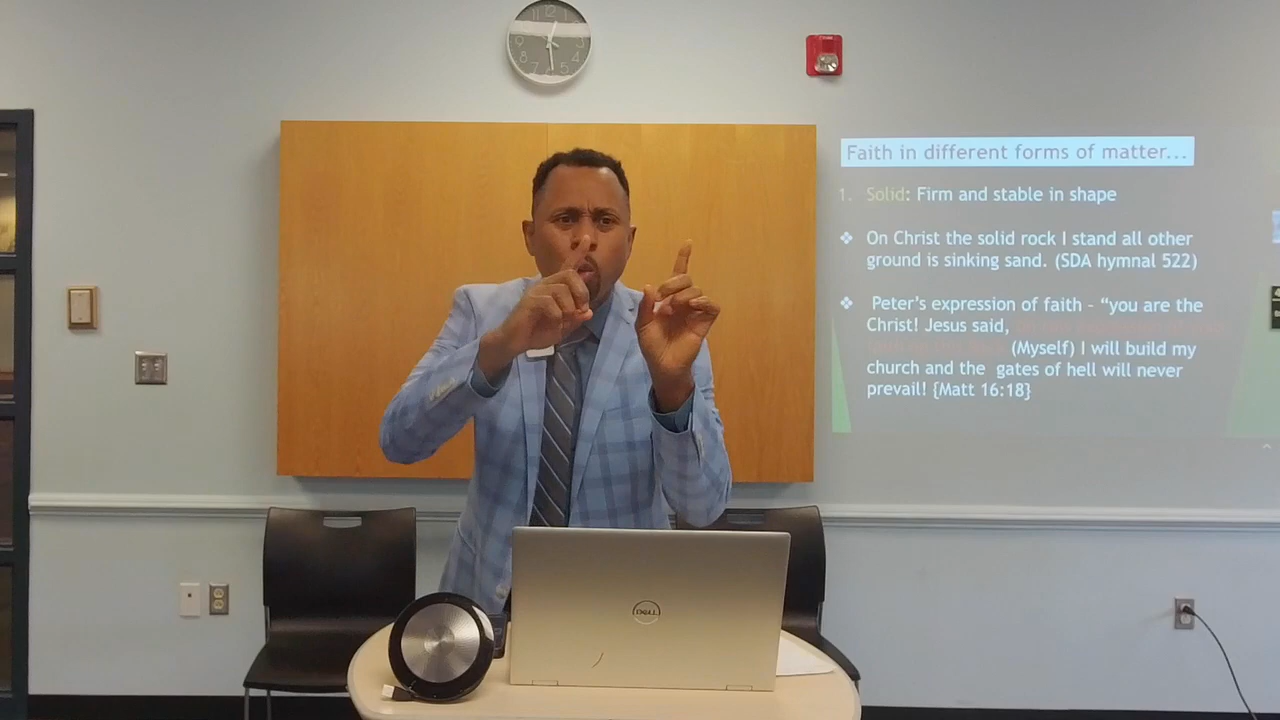 Faith in different forms of matter...
1. Solid: Firm and stable in shape
❖ On Christ the solid rock I stand all other
ground is sinking sand. (SDA hymnal 522)
❖ Peter's expression of faith – “you are the
Christ! Jesus said,
(Myself) I will build my
church and the gates of hell will never
prevail! {Matt 16:18}
DELL